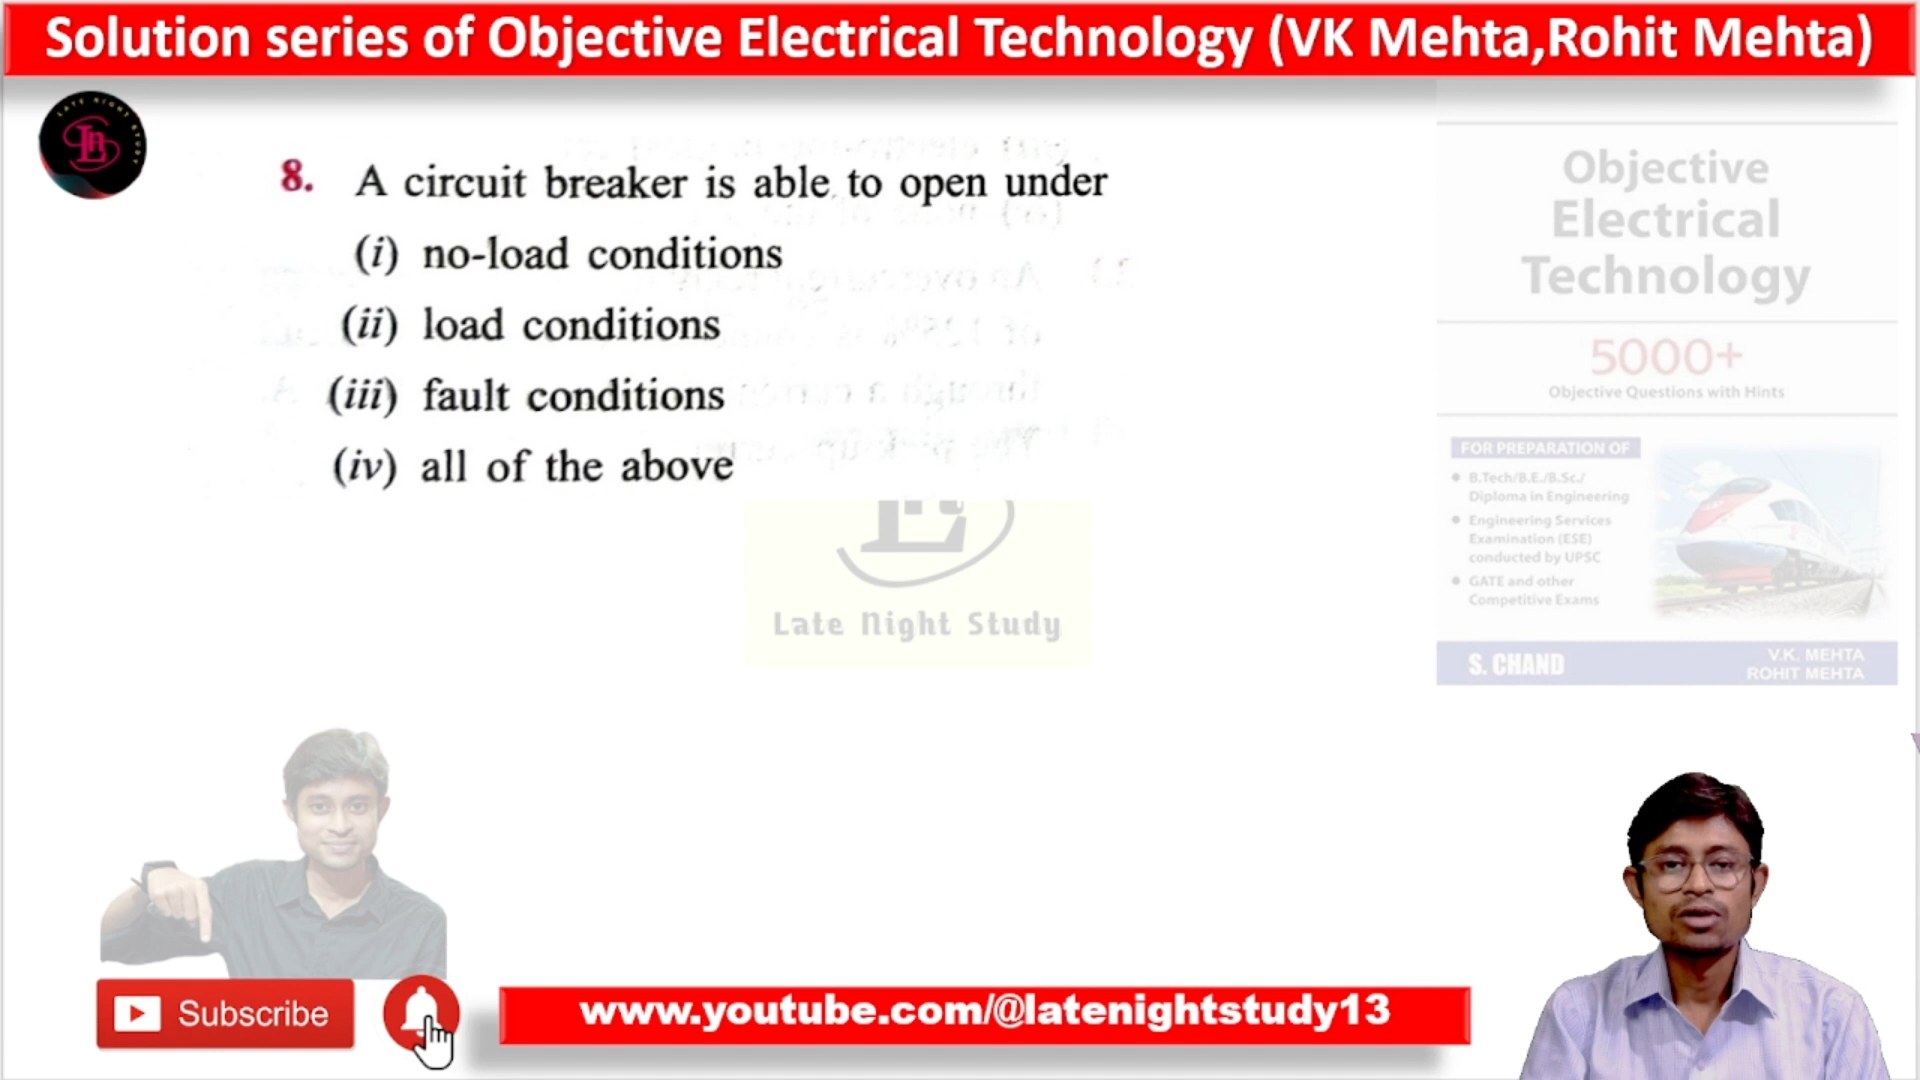 Solution series of Objective Electrical Technology (VK Mehta,Rohit Mehta)
LATE NIGHT STUDY
8. A circuit breaker is able to open under
(i) no-load conditions
(ii) load conditions
(iii) fault conditions
(iv) all of the above
Late Night Study
Objective
Electrical
Technology
5000+
Objective Questions with Hints
FOR PREPARATION OF
• B.Tech/B.E./B.Sc./
Diploma in Engineering
• Engineering Services
Examination (ESE)
conducted by UPSC
• GATE and other
Competitive Exams
S. CHAND
V.K. MEHTA
ROHIT MEHTA
Subscribe
www.youtube.com/@latenightstudy13